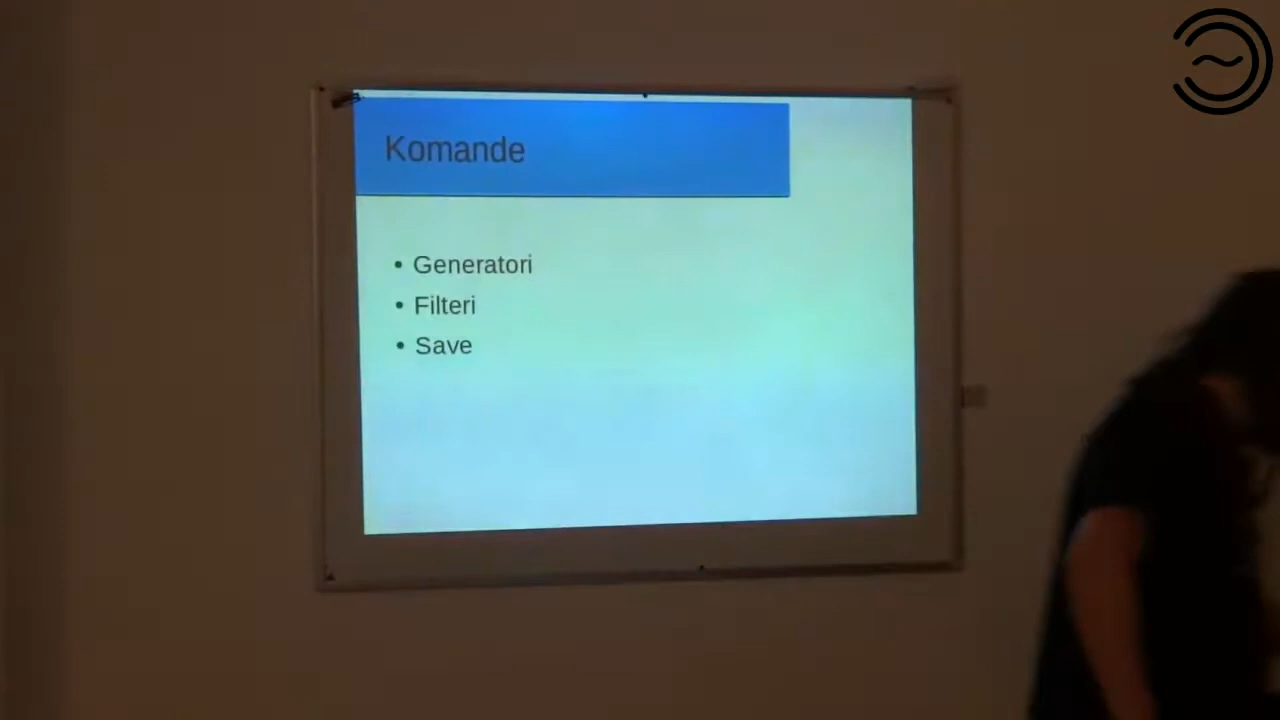 Komande
• Generatori
• Filteri
• Save